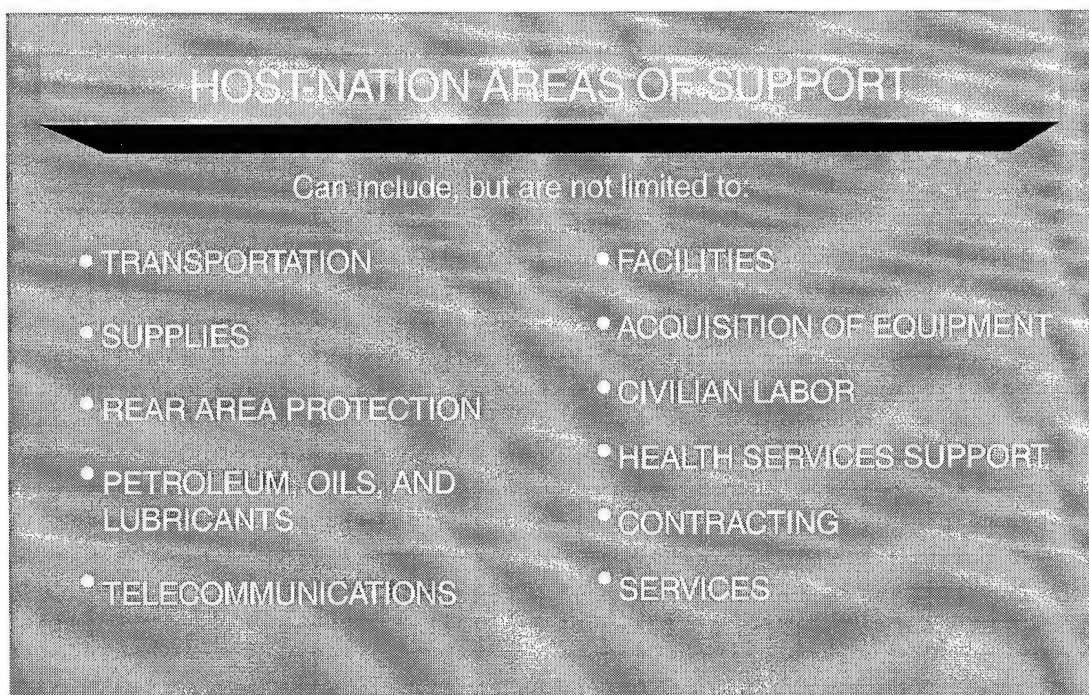 HOST-NATION AREAS OF SUPPORT
Can include, but are not limited to:
• TRANSPORTATION
• SUPPLIES
• REAR AREA PROTECTION
• PETROLEUM, OILS, AND
LUBRICANTS
• TELECOMMUNICATIONS
• FACILITIES
• ACQUISITION OF EQUIPMENT
• CIVILIAN LABOR
• HEALTH SERVICES SUPPORT
• CONTRACTING
• SERVICES